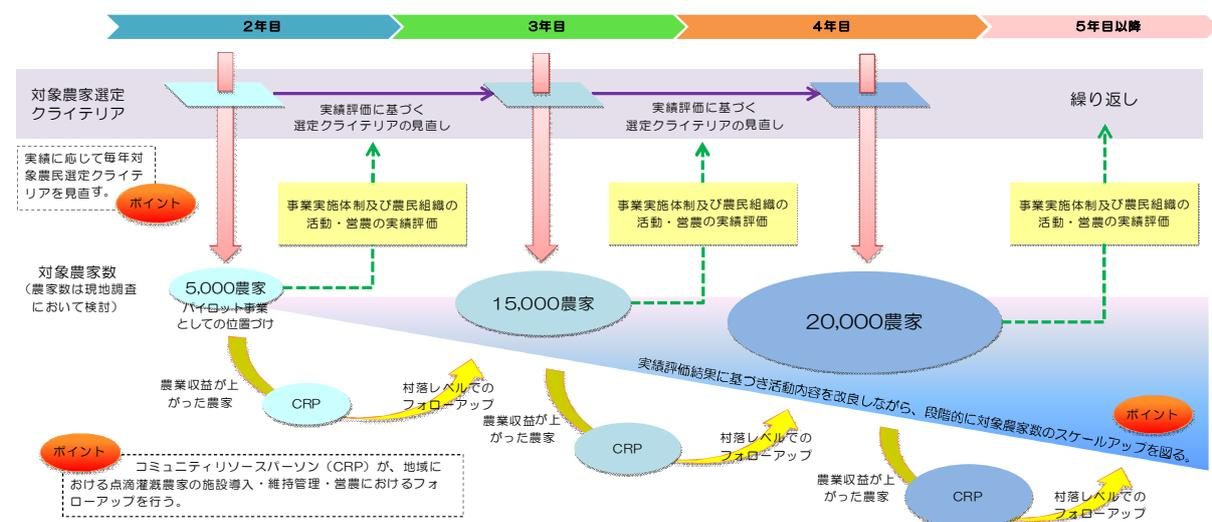 2年目
3年目
4年目
5年目以降
対象農家選定
クライテリア
実績評価に基づく
選定クライテリアの見直し
実績評価に基づく
選定クライテリアの見直し
繰り返し
実績に応じて毎年対
象農民選定クライテ
リアを見直す。
ポイント
事業実施体制及び農民組織の
活動・営農の実績評価
事業実施体制及び農民組織の
活動・営農の実績評価
事業実施体制及び農民組織の
活動・営農の実績評価
対象農家数
（農家数は現地調査
において検討）
5,000農家
パイロット事業
としての位置づけ
15,000農家
20,000農家
実績評価結果に基づき活動内容を改良しながら、段階的に対象農家数のスケールアップを図る。
ポイント
農業収益が上
がった農家
CRP
村落レベルでの
フォローアップ
農業収益が上
がった農家
CRP
村落レベルでの
フォローアップ
農業収益が上
がった農家
CRP
村落レベルでの
フォローアップ
ポイント
コミュニティリソースパーソン（CRP）が、地域に
おける点滴灌漑農家の施設導入・維持管理・営農におけるフォ
ローアップを行う。